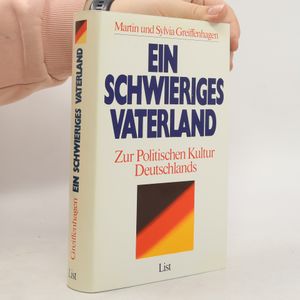 Martin und Sylvia Greiffenhagen
EIN
SCHWIERIGES
VATERLAND
Zur Politischen Kultur
Deutschlands
List
Greiffenhagen EIN SCHWIERIGES VATERLAND
List